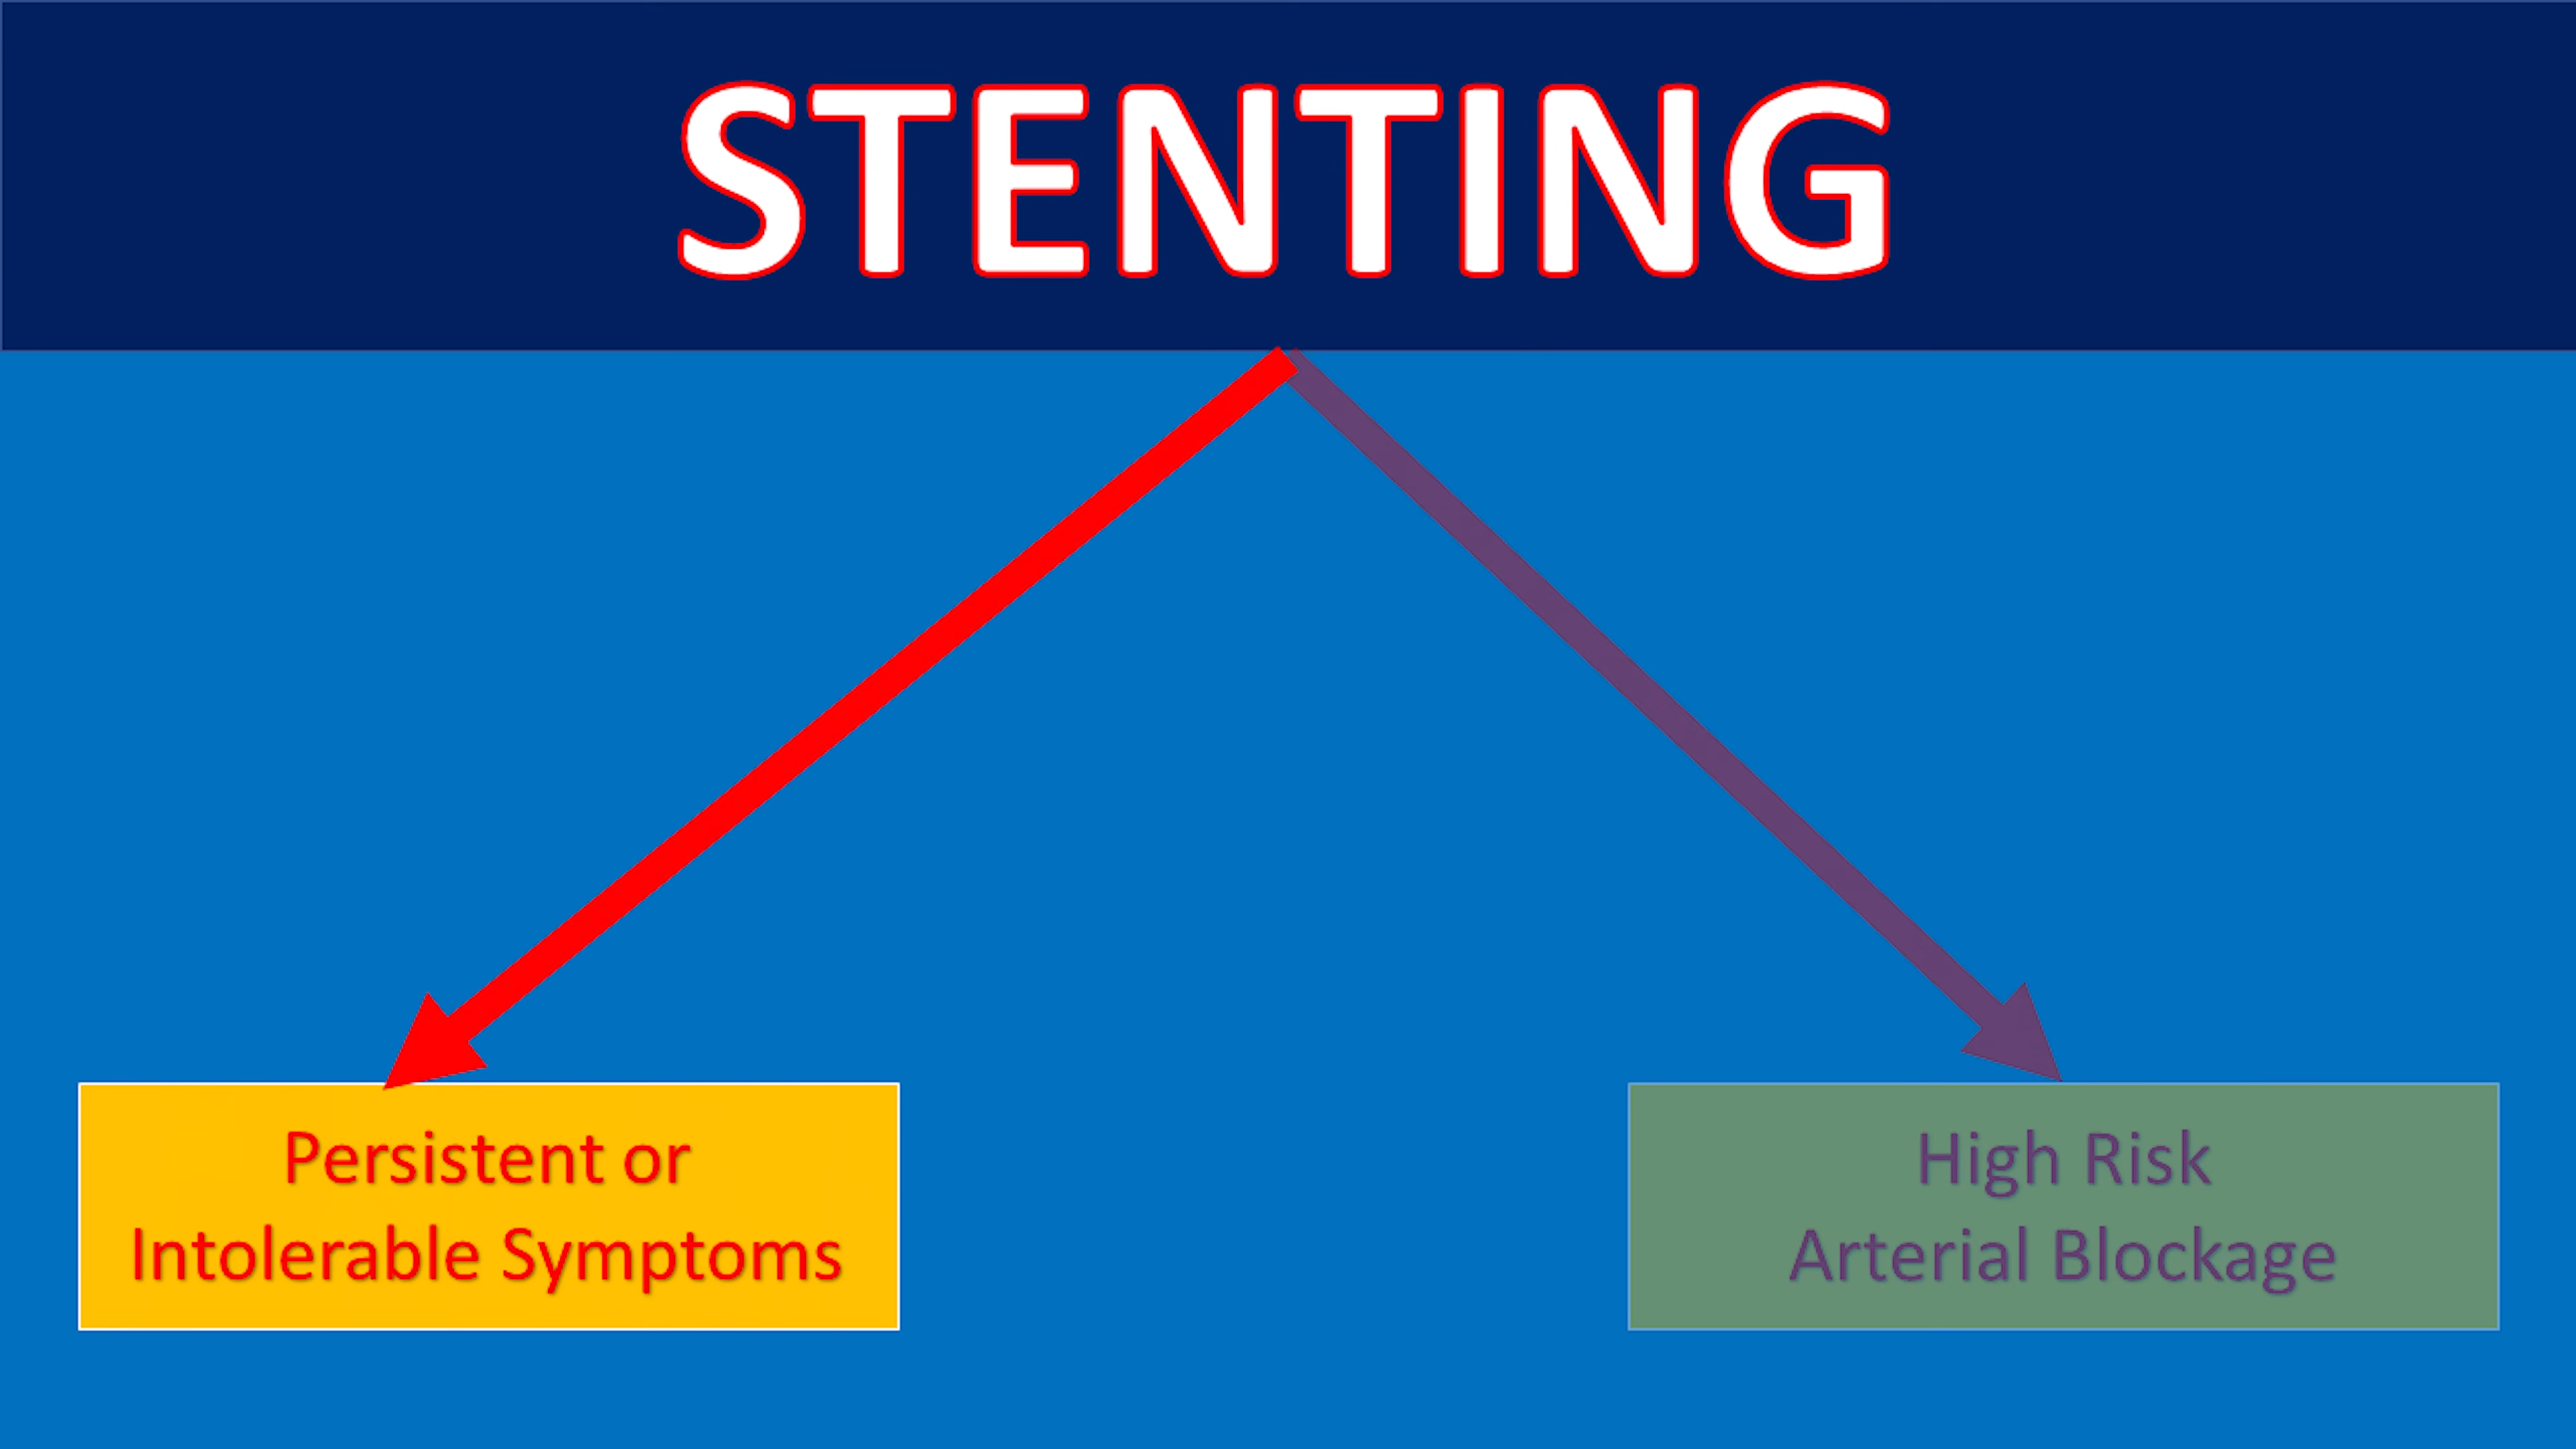 STENTING
Persistent or
Intolerable Symptoms
High Risk
Arterial Blockage